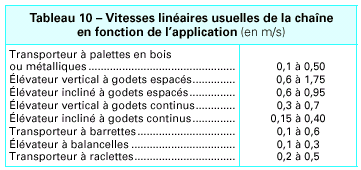 Tableau 10 – Vitesses linéaires usuelles de la chaîne
en fonction de l'application (en m/s)
Transporteur à palettes en bois
ou métalliques ............................................ 0,1 à 0,50
Élévateur vertical à godets espacés............... 0,6 à 1,75
Élévateur incliné à godets espacés................ 0,6 à 0,95
Élévateur vertical à godets continus.............. 0,3 à 0,7
Élévateur incliné à godets continus............... 0,15 à 0,40
Transporteur à barrettes................................ 0,1 à 0,6
Élévateur à balancelles ................................. 0,1 à 0,3
Transporteur à raclettes................................. 0,2 à 0,5